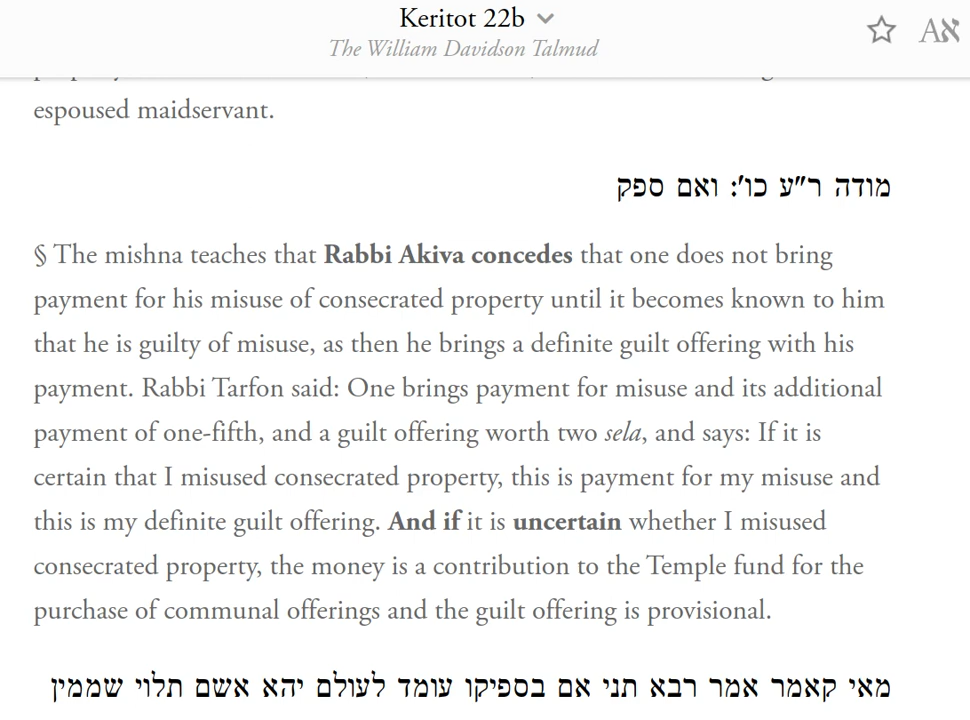 Keritot 22b
The William Davidson Talmud
Aא
espoused maidservant.
מודה ר"ע כו': ואם ספק
§ The mishna teaches that Rabbi Akiva concedes that one does not bring
payment for his misuse of consecrated property until it becomes known to him
that he is guilty of misuse, as then he brings a definite guilt offering with his
payment. Rabbi Tarfon said: One brings payment for misuse and its additional
payment of one-fifth, and a guilt offering worth two sela, and says: If it is
certain that I misused consecrated property, this is payment for my misuse and
this is my definite guilt offering. And if it is uncertain whether I misused
consecrated property, the money is a contribution to the Temple fund for the
purchase of communal offerings and the guilt offering is provisional.
מאי קאמר אמר רבא תני אם בספיקו עומד לעולם יהא אשם תלוי שממין